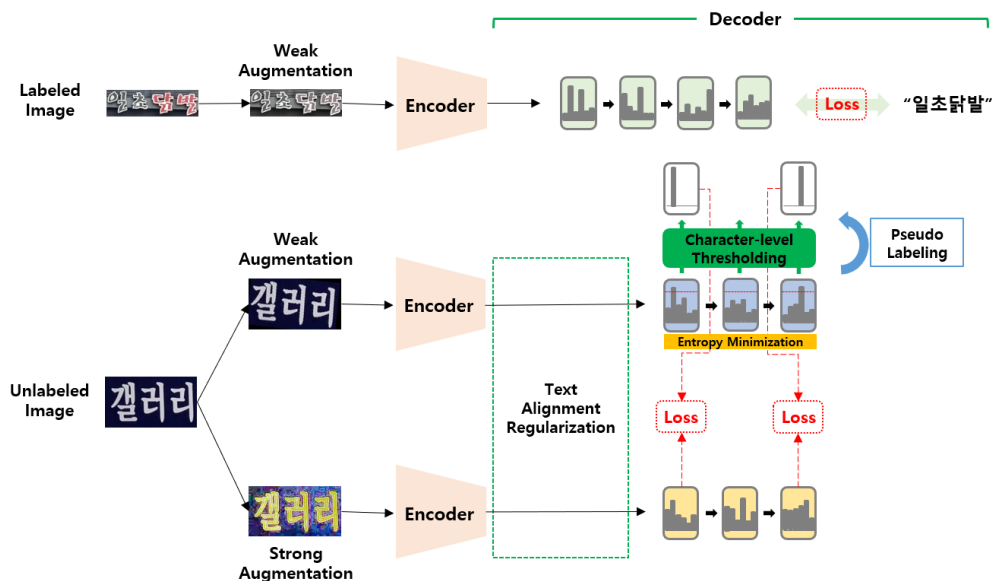 Decoder
Labeled
Image
일초닭발
Weak
Augmentation
일초닭발
Encoder
Loss
“일초닭발”
Unlabeled
Image
갤러리
Weak
Augmentation
갤러리
Encoder
Character-level
Thresholding
Pseudo
Labeling
Entropy Minimization
Text
Alignment
Regularization
Loss
Loss
갤러리
Strong
Augmentation
Encoder